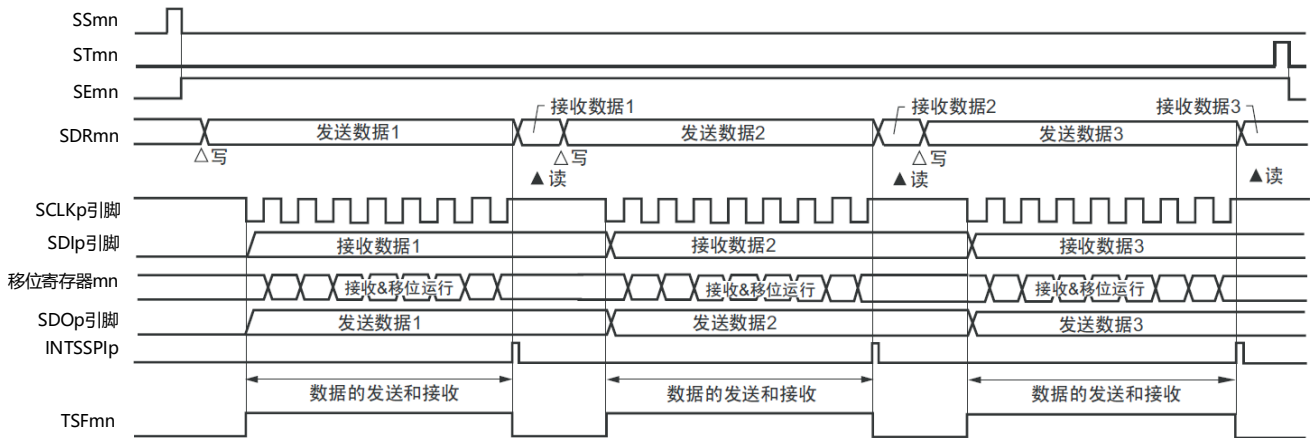 SSmn
STmn
SEmn
接收数据1 接收数据2 接收数据3
SDRmn 发送数据1 发送数据2 发送数据3
△写 △写 △写
▲读 ▲读 ▲读
SCLKp引脚
SDIp引脚 接收数据1 接收数据2 接收数据3
移位寄存器mn 接收&移位运行 接收&移位运行 接收&移位运行
SDOp引脚 发送数据1 发送数据2 发送数据3
INTSSPIp
数据的发送和接收 数据的发送和接收 数据的发送和接收
TSFmn